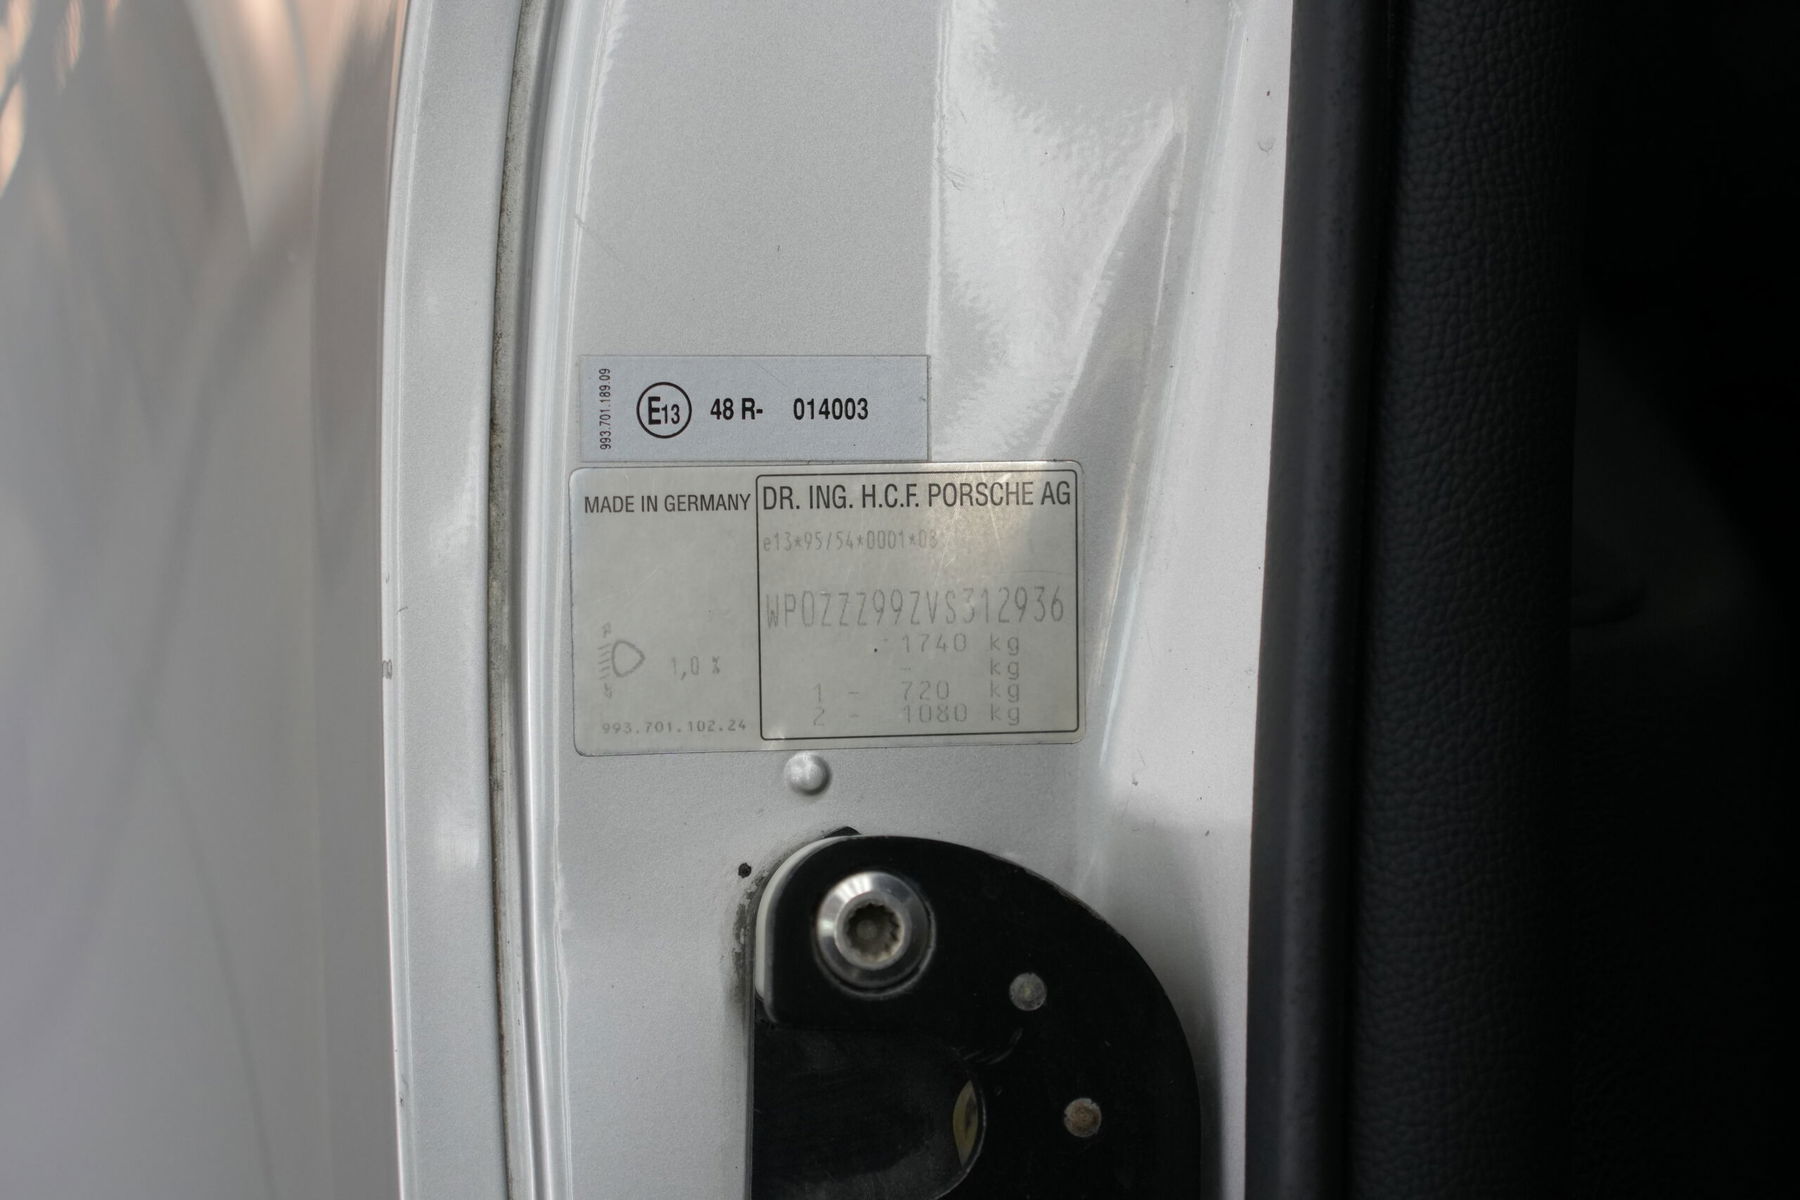 993.701.189.09
E13 48 R- 014003
MADE IN GERMANY
DR. ING. H.C.F. PORSCHE AG
e13*95/54*0001*08
WP0ZZZ99ZVS312936
- 1740 kg
- kg
1 - 720 kg
2 - 1080 kg
1,0 %
993.701.102.24